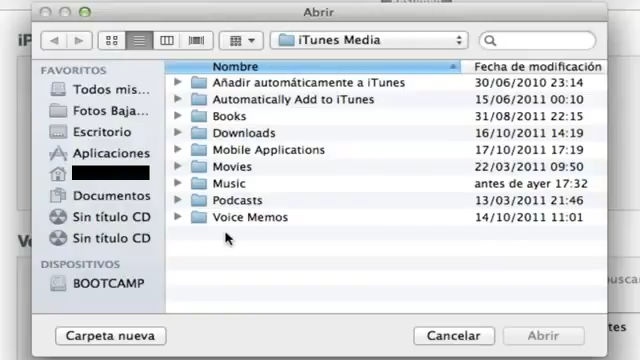 Abrir
iTunes Media
Nombre Fecha de modificación
FAVORITOS
Todos mis...
Fotos Baja...
Escritorio
Aplicaciones
Documentos
Sin título CD
Sin título CD
DISPOSITIVOS
BOOTCAMP
Añadir automáticamente a iTunes 30/06/2010 23:14
Automatically Add to iTunes 15/06/2011 00:10
Books 31/08/2011 22:15
Downloads 16/10/2011 14:19
Mobile Applications 17/10/2011 17:19
Movies 22/03/2011 09:50
Music antes de ayer 17:32
Podcasts 13/03/2011 21:46
Voice Memos 14/10/2011 11:01
Carpeta nueva Cancelar Abrir